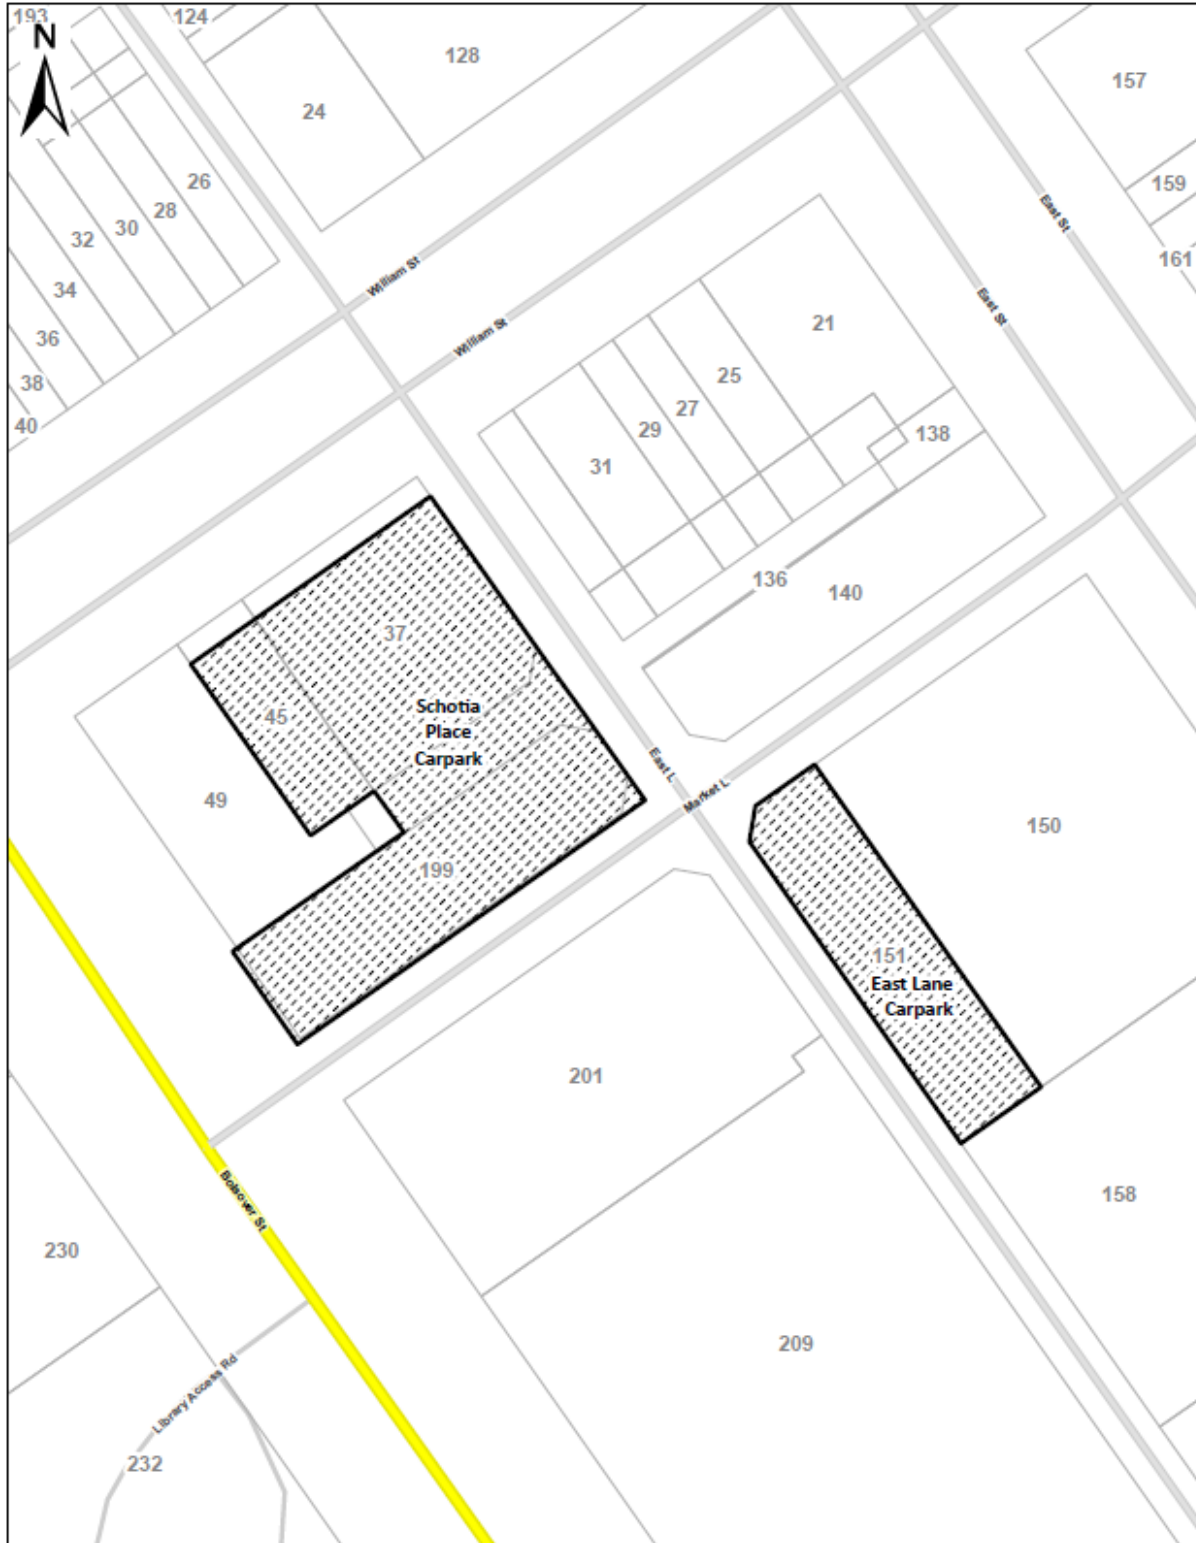 193
124
N
128
157
24
26
159
28
East St
30
32
161
William St
34
East St
21
William St
36
25
38
27
40
29
138
31
136
140
37
Schotia
Place
Carpark
45
East L
Market L
49
150
199
151
East Lane
Carpark
201
158
Bolsover St
230
209
Library Access Rd
232